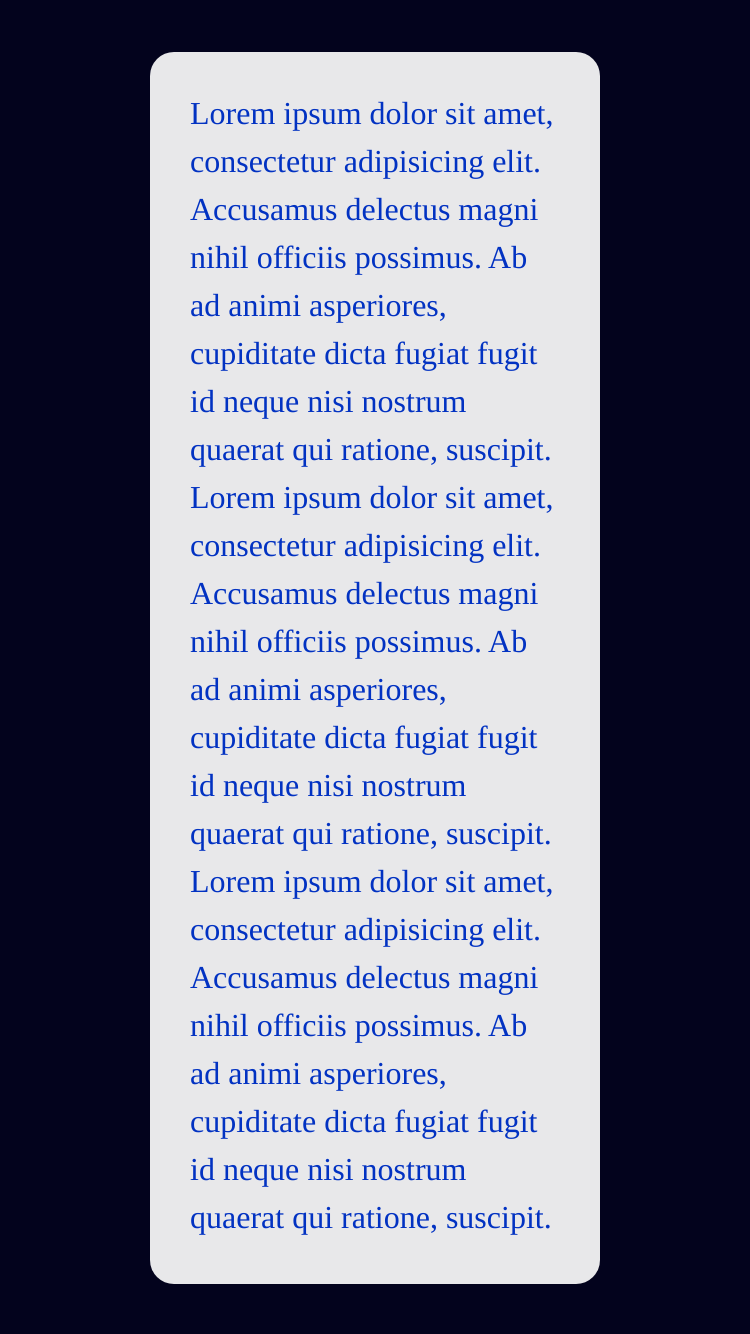 Lorem ipsum dolor sit amet,
consectetur adipisicing elit.
Accusamus delectus magni
nihil officiis possimus. Ab
ad animi asperiores,
cupiditate dicta fugiat fugit
id neque nisi nostrum
quaerat qui ratione, suscipit.
Lorem ipsum dolor sit amet,
consectetur adipisicing elit.
Accusamus delectus magni
nihil officiis possimus. Ab
ad animi asperiores,
cupiditate dicta fugiat fugit
id neque nisi nostrum
quaerat qui ratione, suscipit.
Lorem ipsum dolor sit amet,
consectetur adipisicing elit.
Accusamus delectus magni
nihil officiis possimus. Ab
ad animi asperiores,
cupiditate dicta fugiat fugit
id neque nisi nostrum
quaerat qui ratione, suscipit.